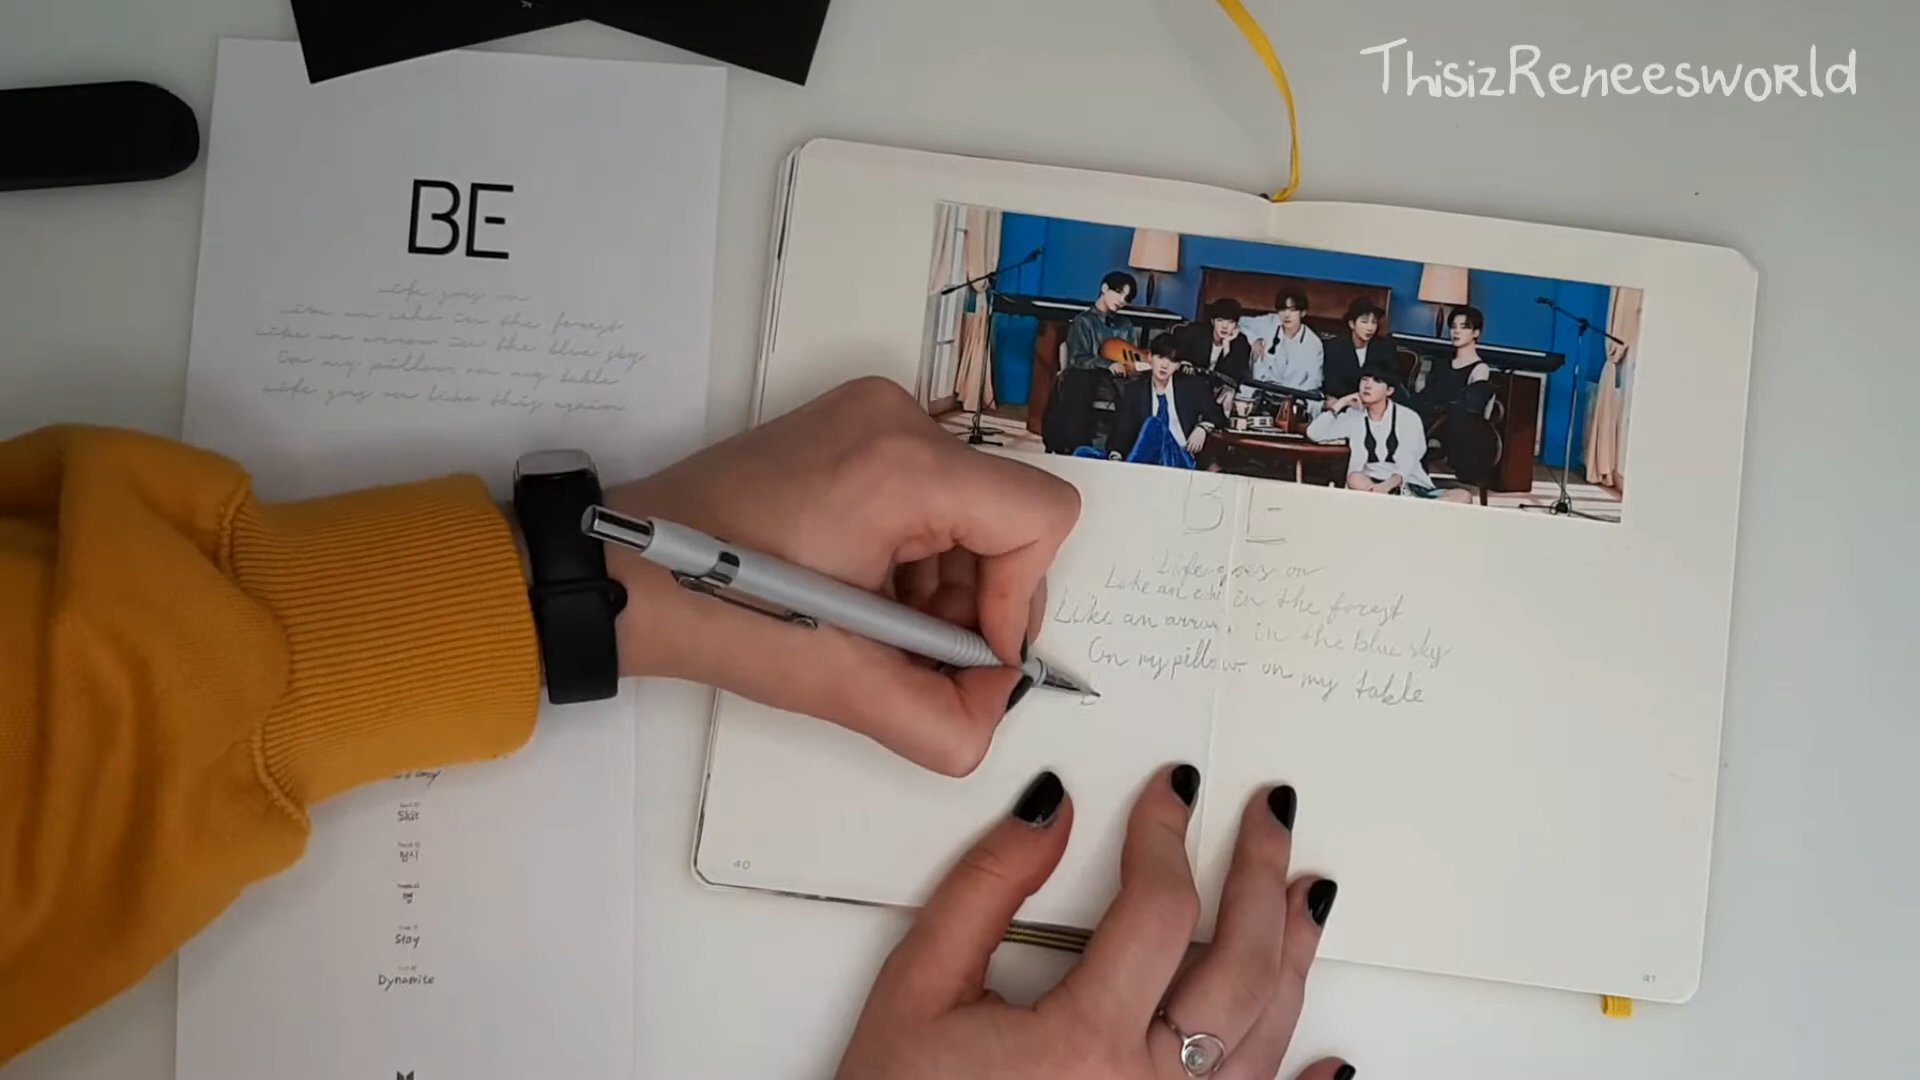 ThisizReneesworld
BE
Life goes on
Like an echo in the forest
Like an arrow in the blue sky
On my pillow on my table
Life goes on like this again
Skit
잠시
병
Stay
Dynamite
BE
Life goes on
Like an echo in the forest
Like an arrow in the blue sky
On my pillow on my table
L
40
41